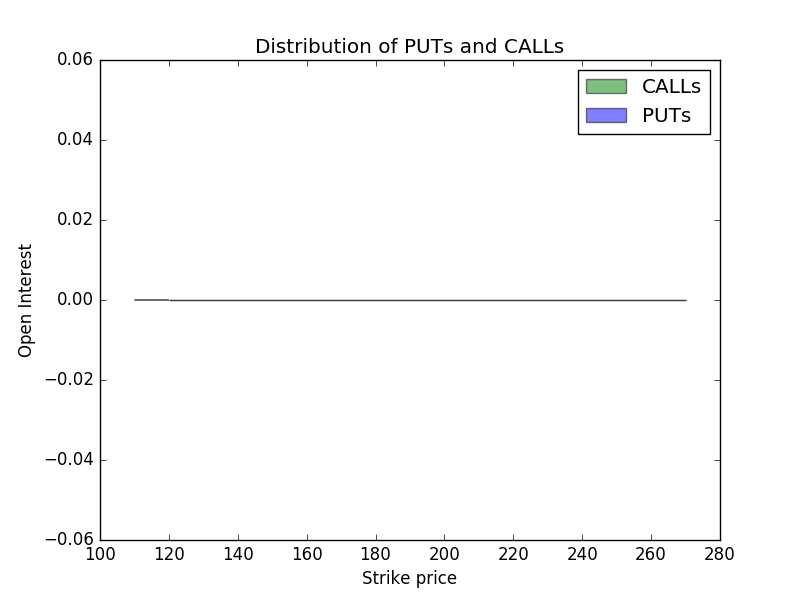 Distribution of PUTs and CALLs
0.06
0.04
0.02
0.00
−0.02
−0.04
−0.06
Open Interest
CALLs
PUTs
100 120 140 160 180 200 220 240 260 280
Strike price